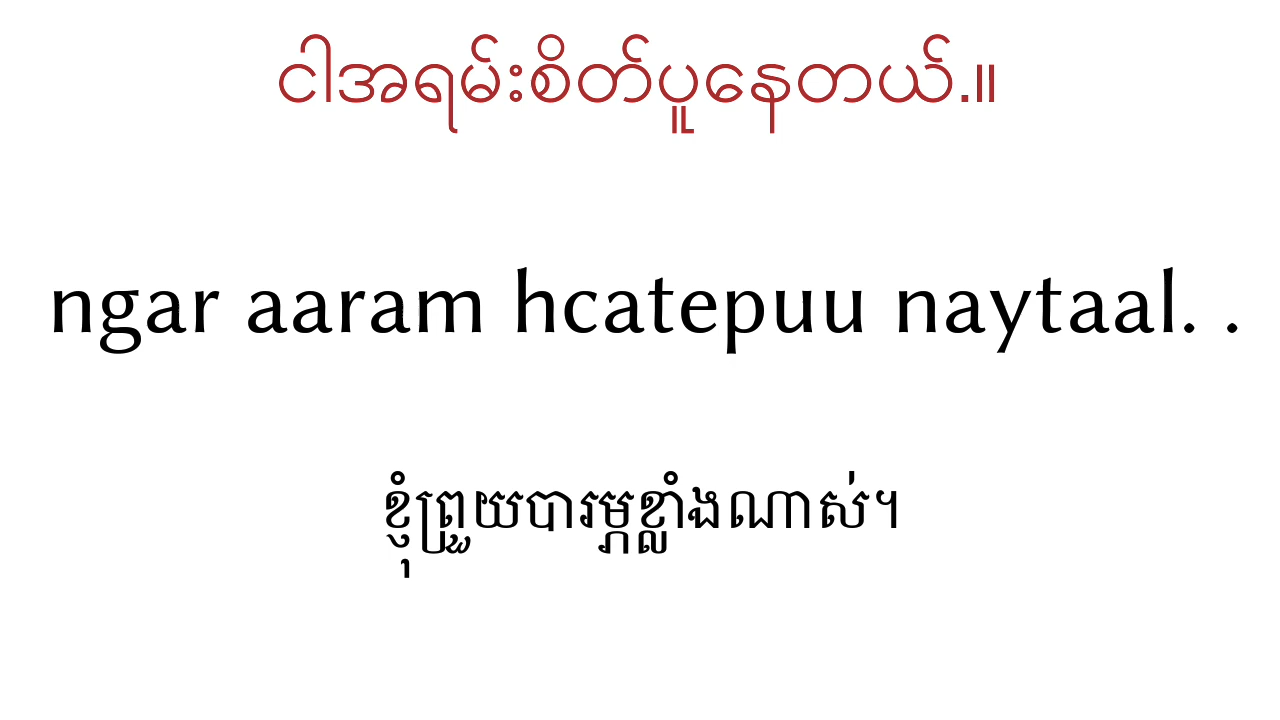 ငါအရမ်းစိတ်ပူနေတယ်.။
ngar aaram hcatepuu naytaal. .
ខ្ញុំព្រួយបារម្ភខ្លាំងណាស់។